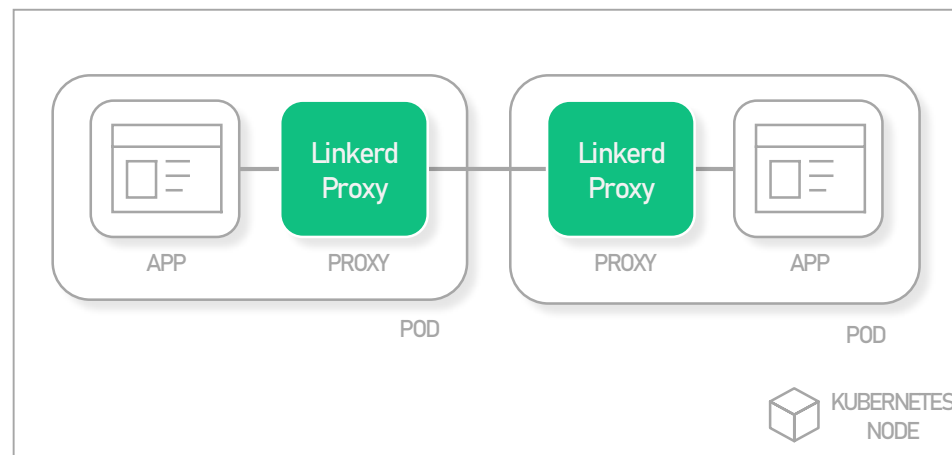 Linkerd
Proxy
Linkerd
Proxy
APP
PROXY
PROXY
APP
POD
POD
KUBERNETES
NODE